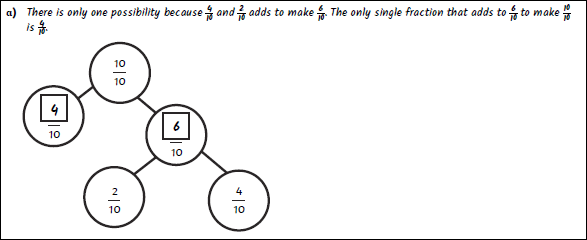 a) There is only one possibility because 4/10 and 2/10 adds to make 6/10. The only single fraction that adds to 6/10 to make 10/10
is 4/10.
10/10
4/10
6/10
2/10 4/10